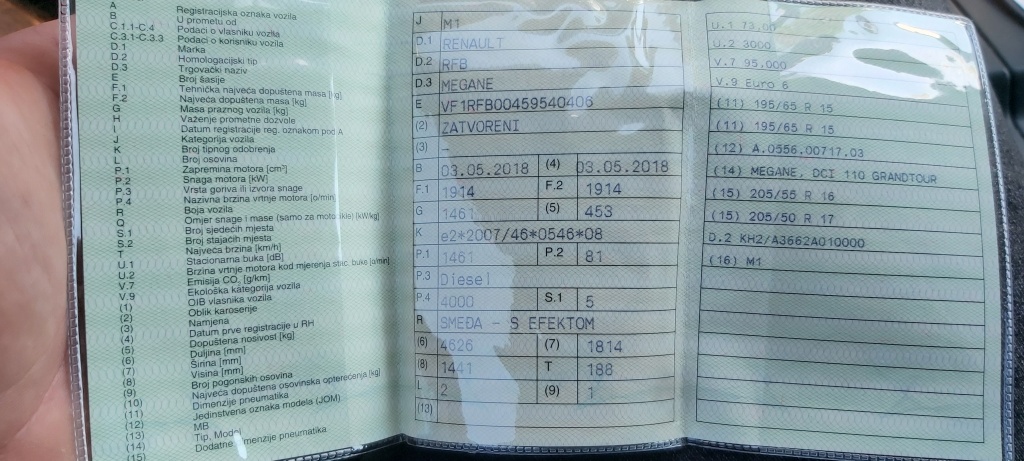 A Registracijska oznaka vozila
B U prometu od
C.1.1-C.4 Podaci o vlasniku vozila
C.3.1-C.3.3 Podaci o korisniku vozila
D.1 Marka
D.2 Homologacijski tip
D.3 Trgovački naziv
E Broj šasije
F.1 Tehnička najveća dopuštena masa [kg]
F.2 Najveća dopuštena masa [kg]
G Masa praznog vozila [kg]
H Važenje prometne dozvole
I Datum registracije reg. oznakom pod A
J Kategorija vozila
K Broj tipnog odobrenja
L Broj osovina
P.1 Zapremina motora [cm³]
P.2 Snaga motora [kW]
P.3 Vrsta goriva ili izvora snage
P.4 Nazivna brzina vrtnje motora [o/min]
R Boja vozila
Q Omjer snage i mase (samo za motocikle) [kW/kg]
S.1 Broj sjedećih mjesta
S.2 Broj stajaćih mjesta
T Najveća brzina [km/h]
U.1 Stacionarna buka [dB]
U.2 Brzina vrtnje motora kod mjerenja stac. buke [o/min]
V.7 Emisija CO₂ [g/km]
V.9 Ekološka kategorija vozila
(1) OIB vlasnika vozila
(2) Oblik karoserije
(3) Namjena
(4) Datum prve registracije u RH
(5) Dopuštena nosivost [kg]
(6) Duljina [mm]
(7) Širina [mm]
(8) Visina [mm]
(9) Broj pogonskih osovina
(10) Najveća dopuštena osovinska opterećenja [kg]
(11) Dimenzije pneumatika
(12) Jedinstvena oznaka modela (JOM)
(13) MB
(14) Tip, Model
(15) Dodatne dimenzije pneumatika
J M1
D.1 RENAULT
D.2 RFB
D.3 MEGANE
E VF1RFB00459540406
(2) ZATVORENI
(3) –
B 03.05.2018 (4) 03.05.2018
F.1 1914 F.2 1914
G 1461 (5) 453
K e2*2007/46*0546*08
P.1 1461 P.2 81
P.3 Diesel
P.4 4000 S.1 5
R SMEĐA - S EFEKTOM
(6) 4626 (7) 1814
(8) 1441 T 188
L 2 (9) 1
(13)
U.1 73.00
U.2 3000
V.7 95.000
V.9 Euro 6
(11) 195/65 R 15
(11) 195/65 R 15
(12) A.0556.00717.03
(14) MEGANE, DCI 110 GRANDTOUR
(15) 205/55 R 16
(15) 205/50 R 17
D.2 KH2/A3662A010000
(16) M1